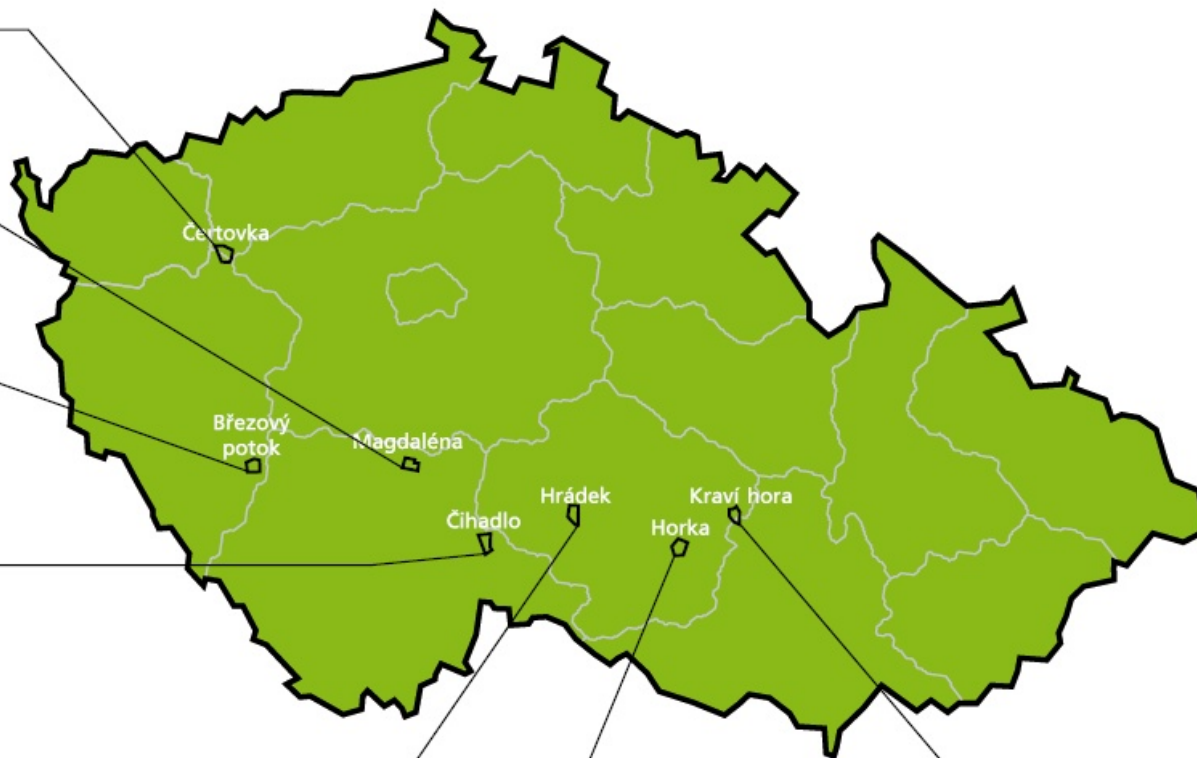 Čertovka
Březový
potok
Magdaléna
Čihadlo
Hrádek
Horka
Kraví hora